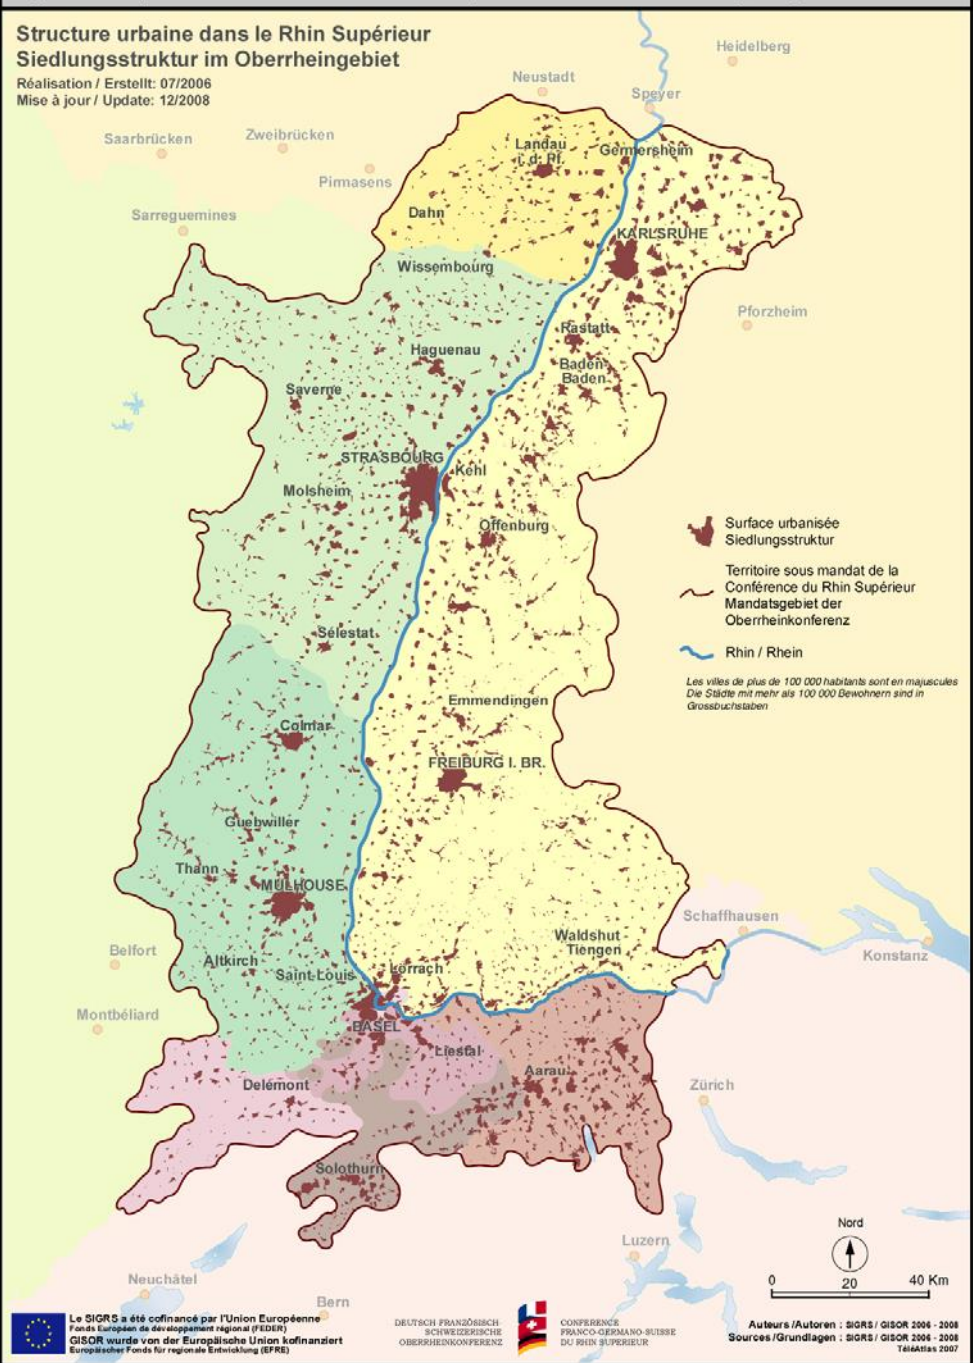 Structure urbaine dans le Rhin Supérieur
Siedlungsstruktur im Oberrheingebiet
Réalisation / Erstellt: 07/2006
Mise à jour / Update: 12/2008
Heidelberg
Neustadt
Speyer
Saarbrücken
Zweibrücken
Landau
i. d. Pf.
Germersheim
Pirmasens
Dahn
Sarreguemines
KARLSRUHE
Wissembourg
Pforzheim
Rastatt
Haguenau
Baden-
Baden
Saverne
STRASBOURG
Kehl
Molsheim
Offenburg
Surface urbanisée
Siedlungsstruktur
Territoire sous mandat de la
Conférence du Rhin Supérieur
Mandatsgebiet der
Oberrheinkonferenz
Rhin / Rhein
Les villes de plus de 100 000 habitants sont en majuscules
Die Städte mit mehr als 100 000 Bewohnern sind in
Grossbuchstaben
Sélestat
Emmendingen
Colmar
FREIBURG I. BR.
Guebwiller
Thann
MULHOUSE
Schaffhausen
Waldshut
Tiengen
Konstanz
Belfort
Altkirch
Saint-Louis
Lörrach
Montbéliard
BASEL
Liestal
Aarau
Delémont
Zürich
Solothurn
Nord
Luzern
0 20 40 Km
Neuchâtel
Bern
Le SIGRS a été cofinancé par l'Union Européenne
Fonds Européen de développement régional (FEDER)
GISOR wurde von der Europäische Union kofinanziert
Europäischer Fonds für regionale Entwicklung (EFRE)
DEUTSCH FRANZÖSISCH-
SCHWEIZERISCHE
OBERRHEINKONFERENZ
CONFERENCE
FRANCO-GERMANO-SUISSE
DU RHIN SUPERIEUR
Auteurs /Autoren : SIGRS / GISOR 2006 - 2008
Sources /Grundlagen : SIGRS / GISOR 2006 - 2008
TéléAtlas 2007